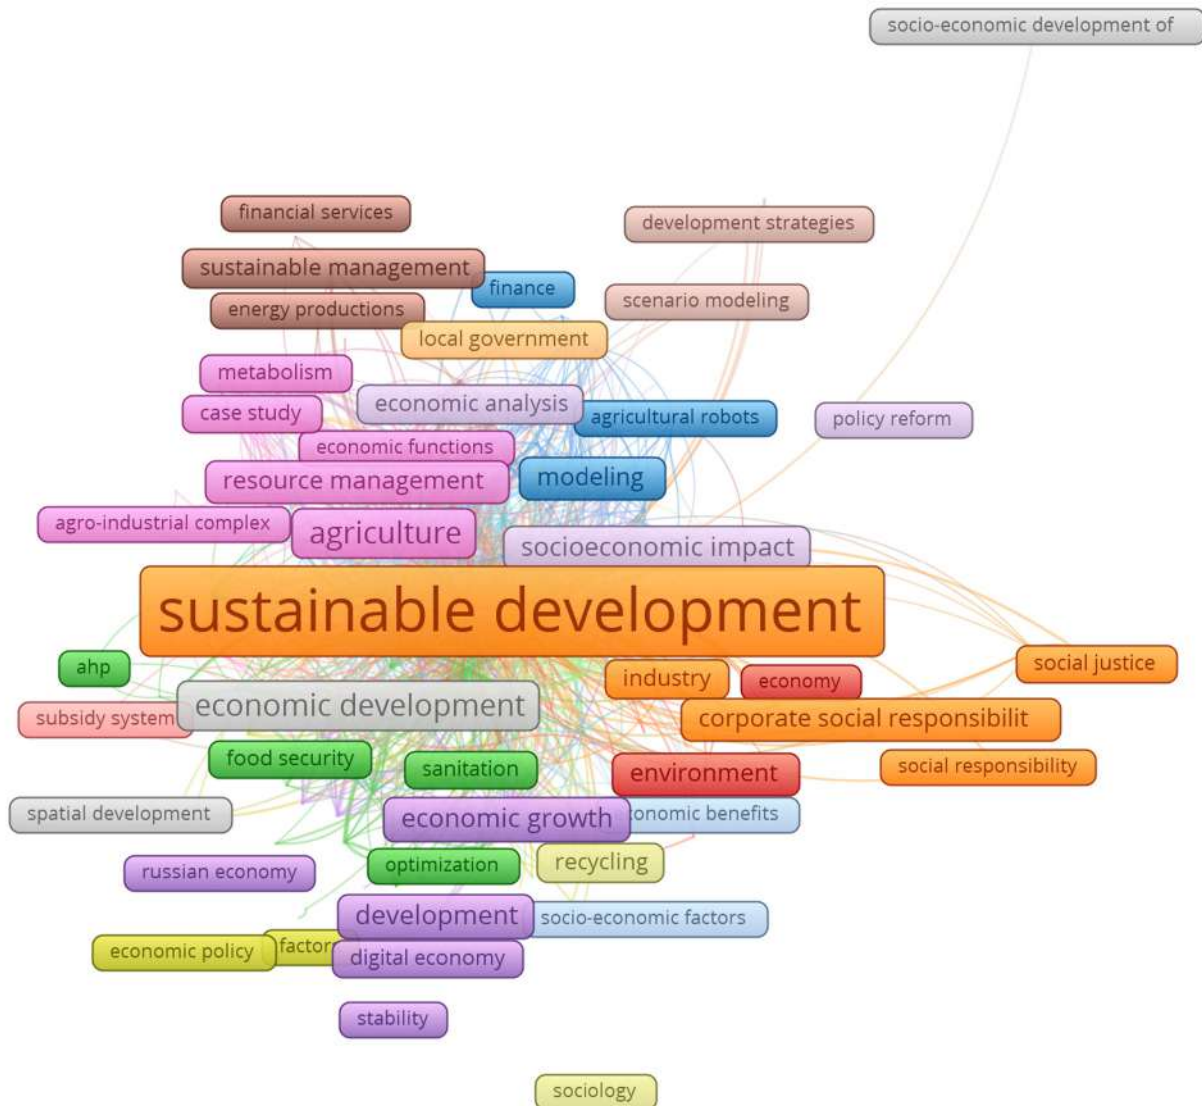 socio-economic development of
financial services
development strategies
sustainable management
finance
energy productions
scenario modeling
local government
metabolism
case study
economic analysis
agricultural robots
policy reform
economic functions
resource management
modeling
agro-industrial complex
agriculture
socioeconomic impact
sustainable development
ahp
industry
economy
social justice
subsidy system
economic development
corporate social responsibilit
food security
sanitation
environment
social responsibility
spatial development
economic growth
benefits
optimization
recycling
russian economy
development
socio-economic factors
economic policy
factors
digital economy
stability
sociology